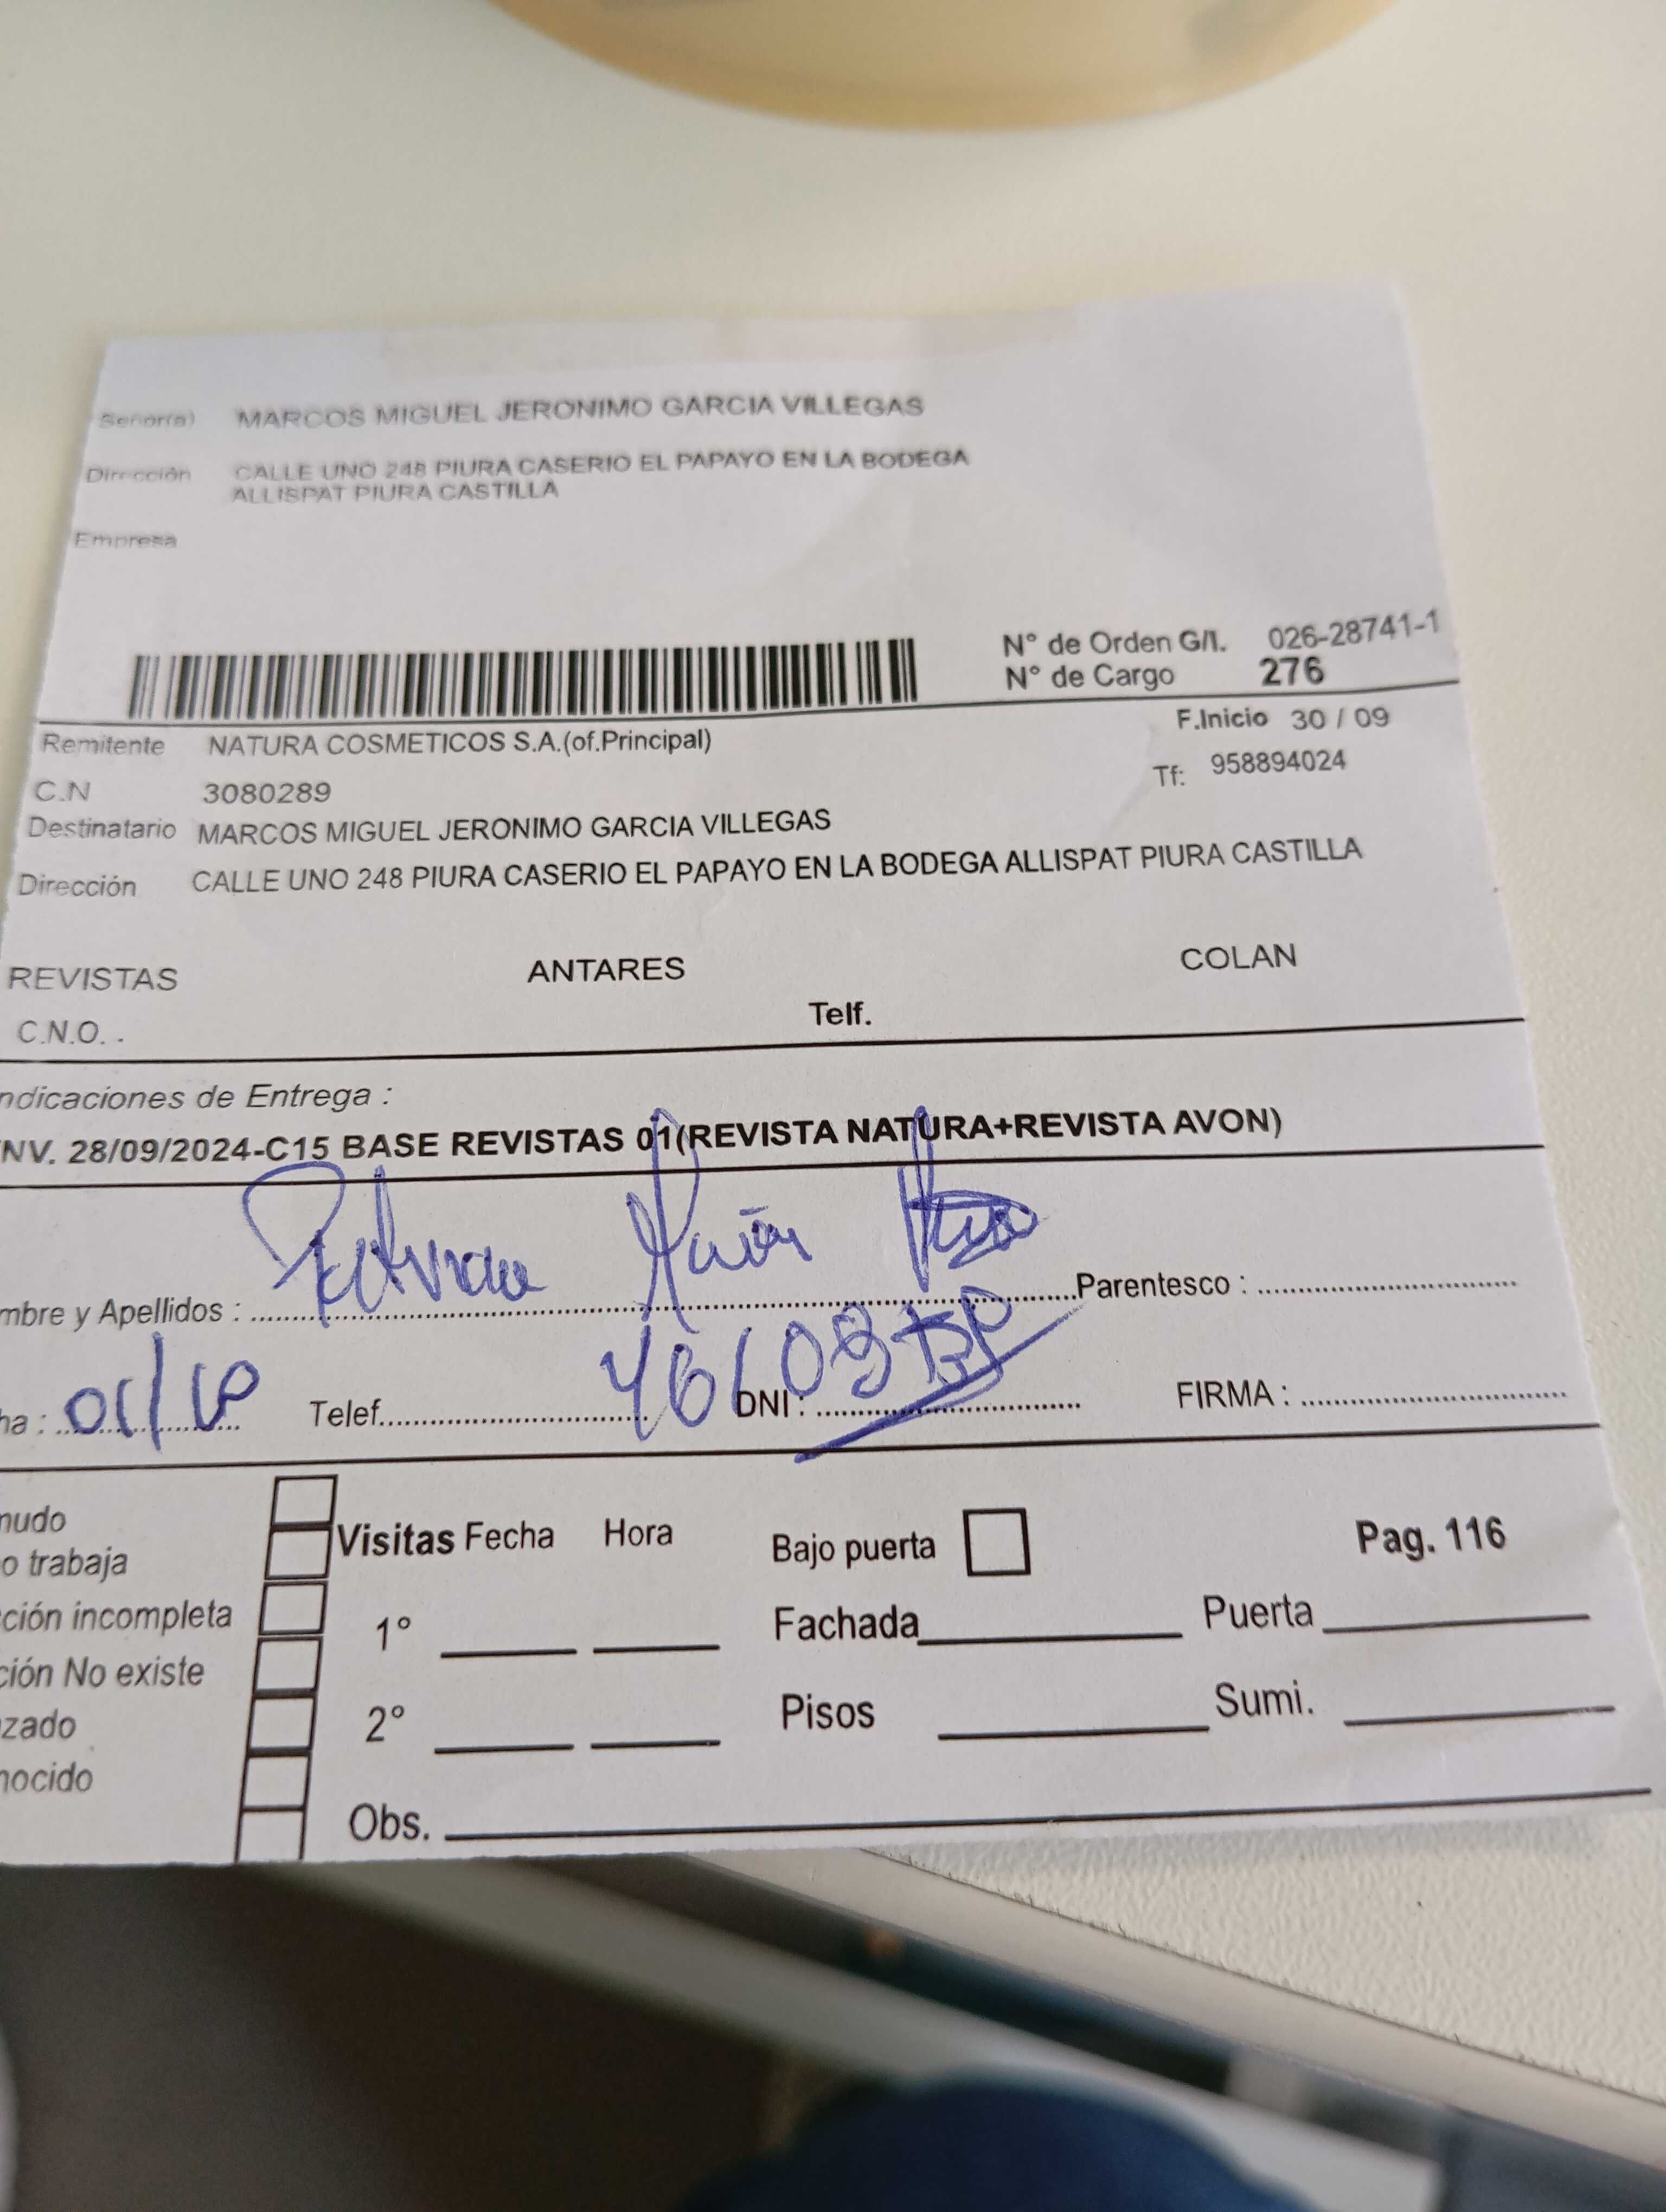 Señor(a) MARCOS MIGUEL JERONIMO GARCIA VILLEGAS
Dirección CALLE UNO 248 PIURA CASERIO EL PAPAYO EN LA BODEGA
ALLISPAT PIURA CASTILLA
Empresa
N° de Orden G/I. 026-28741-1
N° de Cargo 276
F.Inicio 30 / 09
Remitente NATURA COSMETICOS S.A.(of.Principal)
Tf: 958894024
C.N 3080289
Destinatario MARCOS MIGUEL JERONIMO GARCIA VILLEGAS
Dirección CALLE UNO 248 PIURA CASERIO EL PAPAYO EN LA BODEGA ALLISPAT PIURA CASTILLA
REVISTAS ANTARES COLAN
C.N.O. . Telf.
ndicaciones de Entrega :
NV. 28/09/2024-C15 BASE REVISTAS 01(REVISTA NATURA+REVISTA AVON)
mbre y Apellidos : Parentesco :
ha : 01/10 Telef. DNI : FIRMA :
nudo
o trabaja
Visitas Fecha Hora Bajo puerta Pag. 116
ción incompleta 1° Fachada Puerta
ción No existe
zado 2° Pisos Sumi.
nocido
Obs.